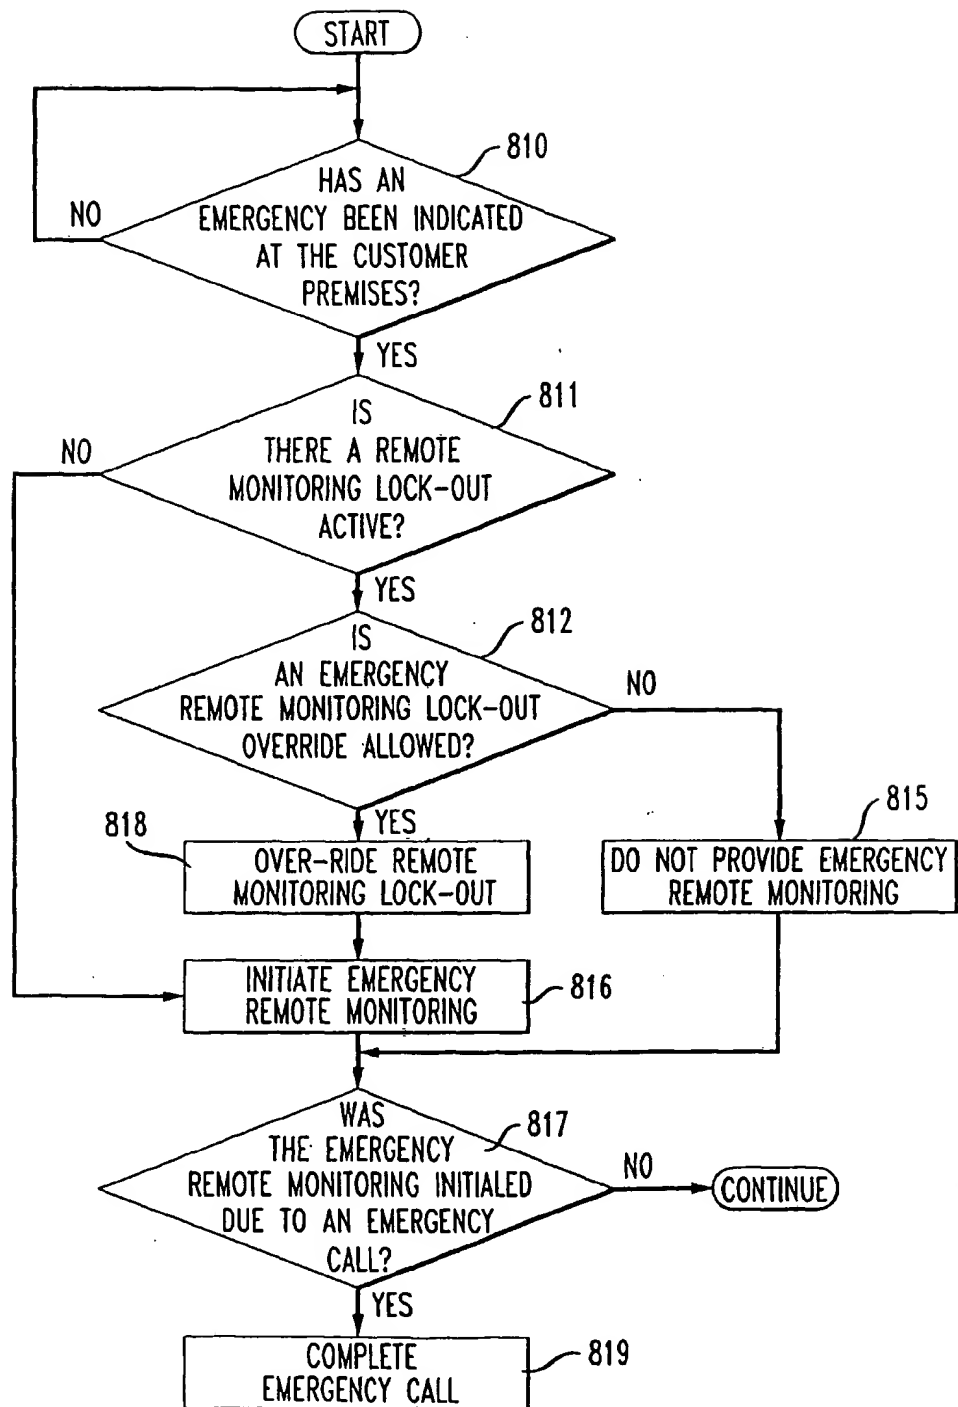 START
810
HAS AN
EMERGENCY BEEN INDICATED
AT THE CUSTOMER
PREMISES?
NO
YES
811
IS
THERE A REMOTE
MONITORING LOCK-OUT
ACTIVE?
NO
YES
812
IS
AN EMERGENCY
REMOTE MONITORING LOCK-OUT
OVERRIDE ALLOWED?
NO
YES
818
OVER-RIDE REMOTE
MONITORING LOCK-OUT
815
DO NOT PROVIDE EMERGENCY
REMOTE MONITORING
INITIATE EMERGENCY
REMOTE MONITORING
816
WAS
THE EMERGENCY
REMOTE MONITORING INITIALED
DUE TO AN EMERGENCY
CALL?
817
NO
CONTINUE
YES
COMPLETE
EMERGENCY CALL
819